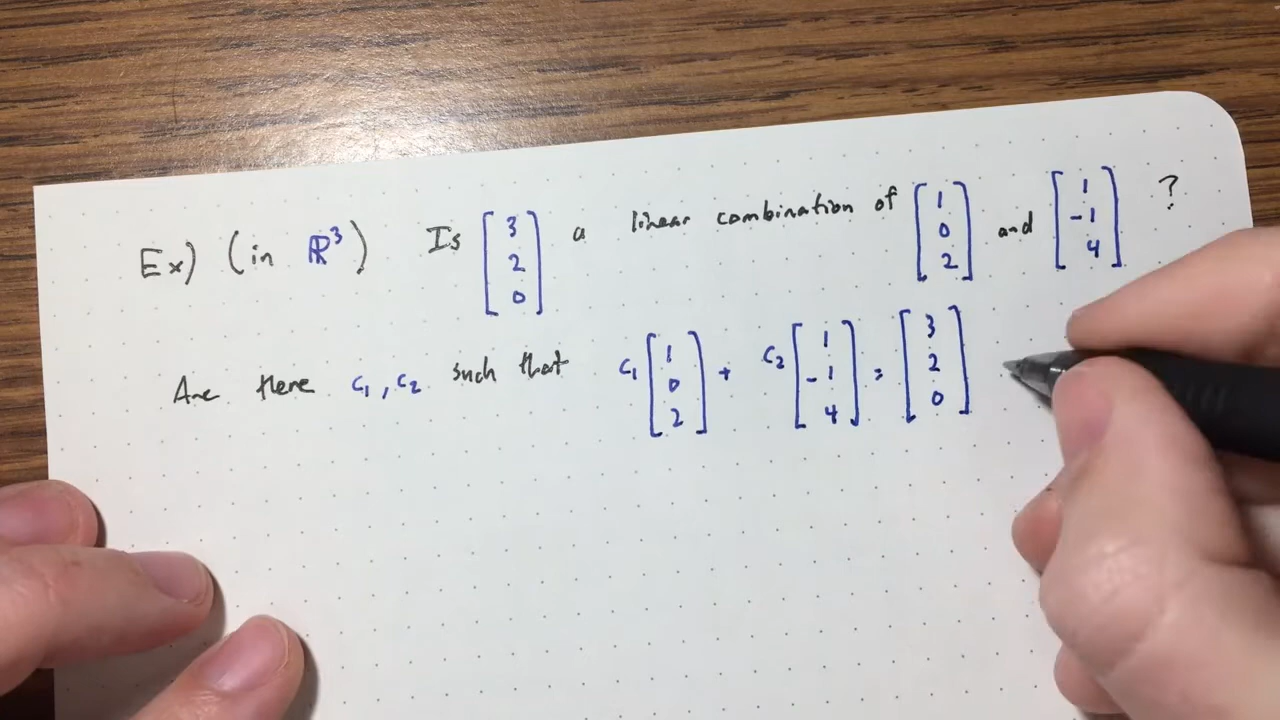 Ex) (in ℝ³) Is [3 2 0] a linear combination of [1 0 2] and [1 -1 4] ?
Are there c₁, c₂ such that c₁ [1 0 2] + c₂ [1 -1 4] = [3 2 0]